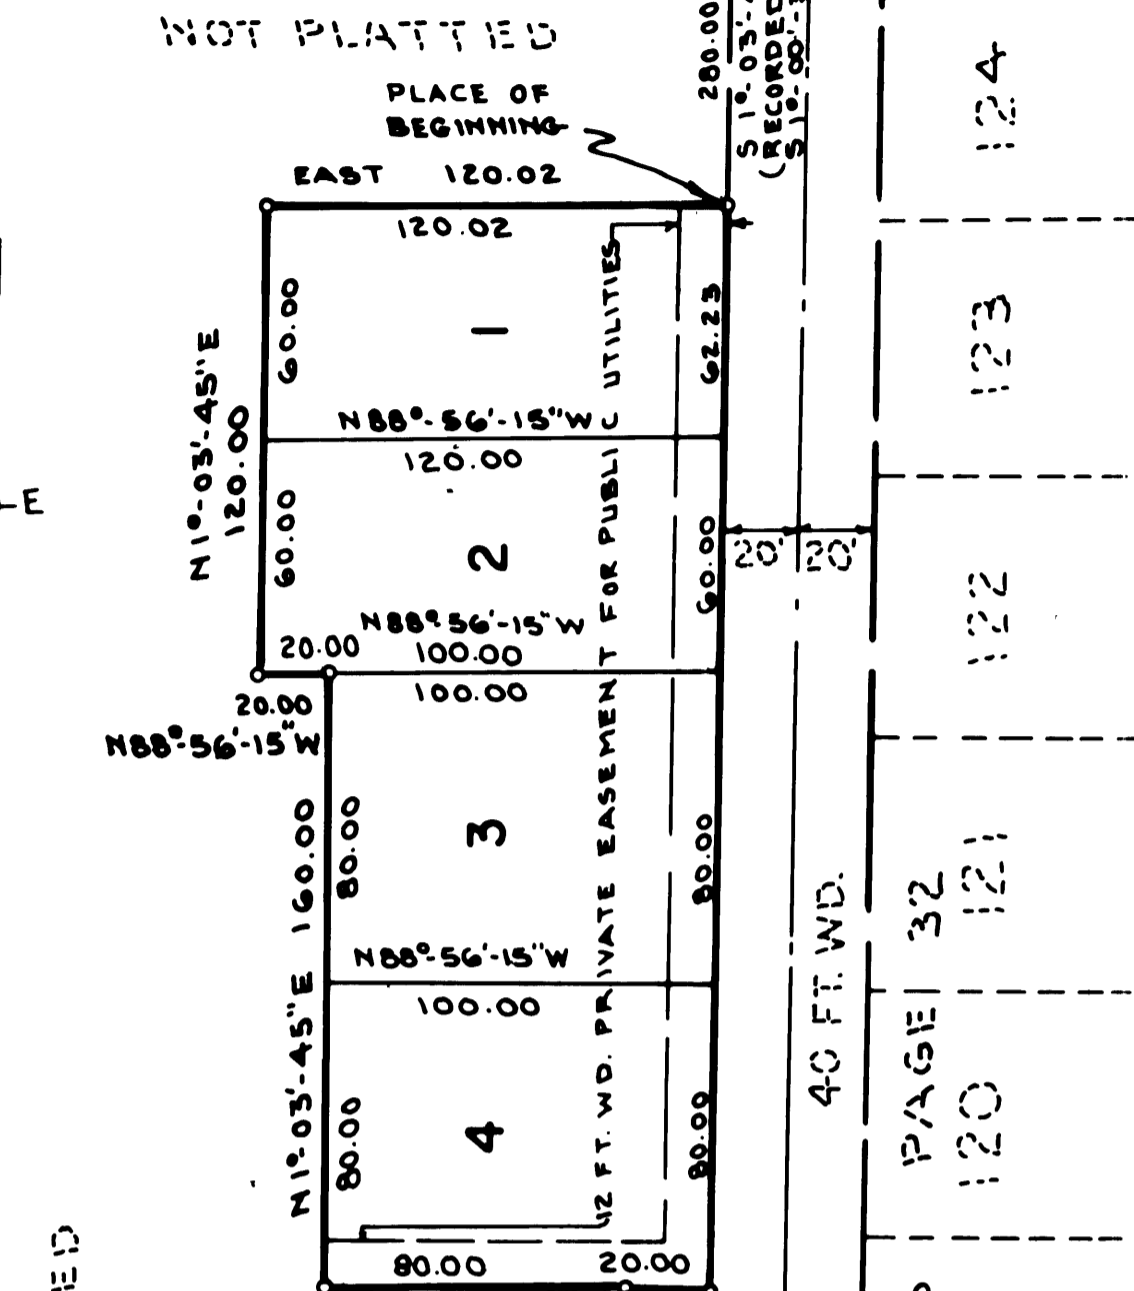 NOT PLATTED
PLACE OF
BEGINNING
280.00
S 1°-03'-
(RECORDED
S 1°-00'-
124
EAST 120.02
120.02
60.00
1
62.23
123
N1°-03'-45"E
120.00
N88°-56'-15"W
120.00
E
60.00
2
60.00
20' 20'
122
N88°56'-15"W
20.00 100.00
100.00
20.00
N88°-56'-15"W
160.00
80.00
3
80.00
121
PAGE 32
40 FT. WD.
N88°-56'-15"W
100.00
N1°-03'-45"E
80.00
4
80.00
120
12 FT. WD. PRIVATE EASEMENT FOR PUBLIC UTILITIES
80.00 20.00
ED